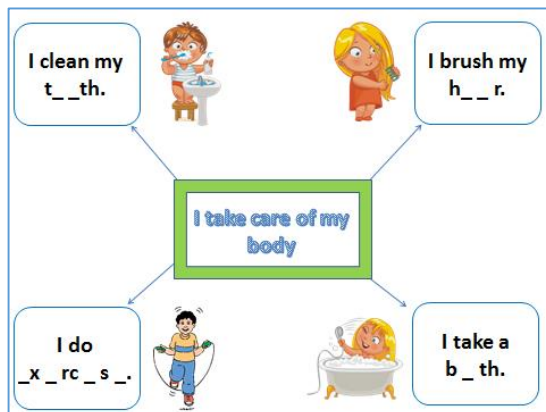 I clean my
t_ _th.
I brush my
h_ _ r.
I take care of my
body
I do
_x _ rc _ s _.
I take a
b _ th.